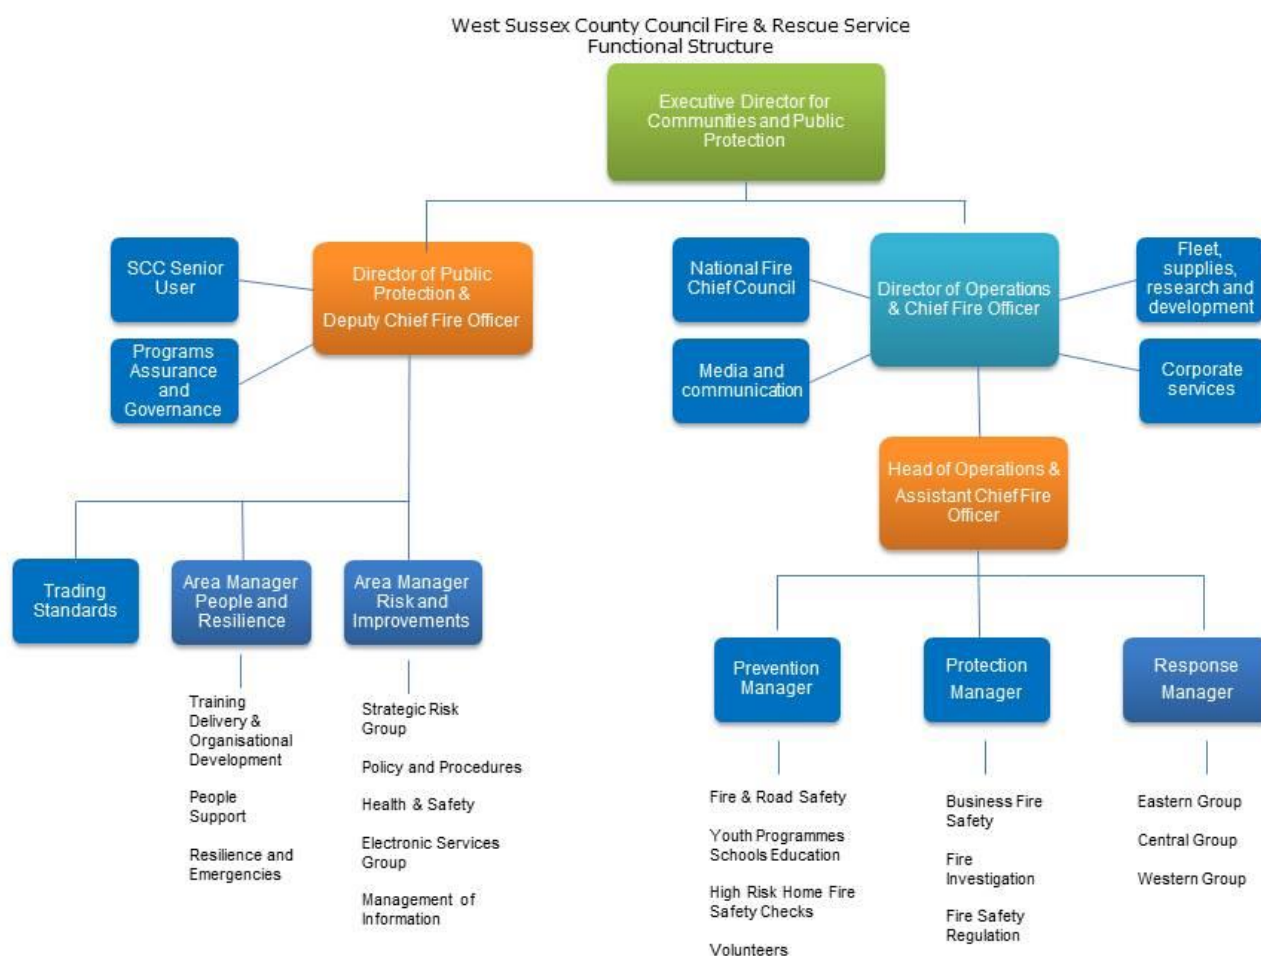 West Sussex County Council Fire & Rescue Service
Functional Structure
Executive Director for
Communities and Public
Protection
SCC Senior
User
Director of Public
Protection &
Deputy Chief Fire Officer
Programs
Assurance
and
Governance
National Fire
Chief Council
Director of Operations
& Chief Fire Officer
Fleet,
supplies,
research and
development
Media and
communication
Corporate
services
Head of Operations &
Assistant Chief Fire
Officer
Trading
Standards
Area Manager
People and
Resilience
Area Manager
Risk and
Improvements
Prevention
Manager
Protection
Manager
Response
Manager
Training
Delivery &
Organisational
Development
People
Support
Resilience and
Emergencies
Strategic Risk
Group
Policy and Procedures
Health & Safety
Electronic Services
Group
Management of
Information
Fire & Road Safety
Youth Programmes
Schools Education
High Risk Home Fire
Safety Checks
Volunteers
Business Fire
Safety
Fire
Investigation
Fire Safety
Regulation
Eastern Group
Central Group
Western Group